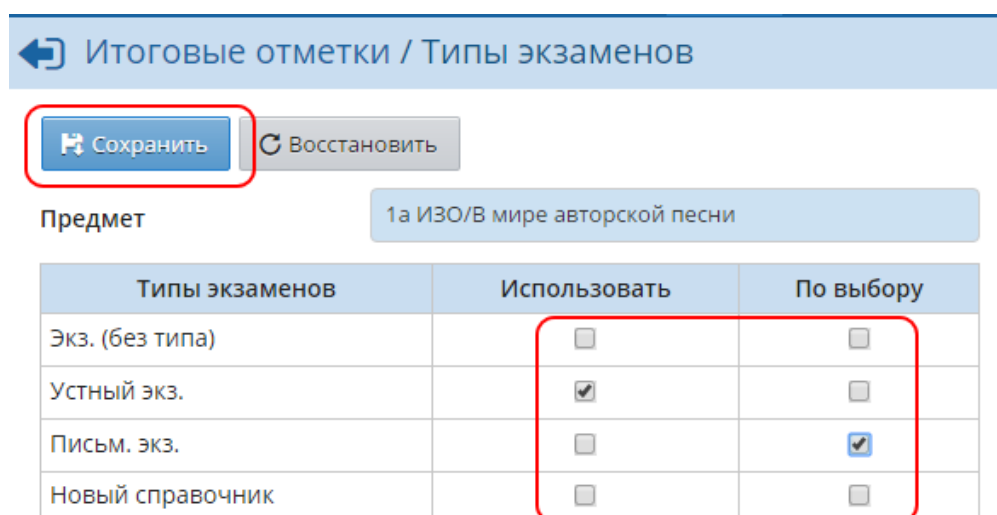 Итоговые отметки / Типы экзаменов
Сохранить Восстановить
Предмет 1а ИЗО/В мире авторской песни
Типы экзаменов Использовать По выбору
Экз. (без типа)
Устный экз.
Письм. экз.
Новый справочник